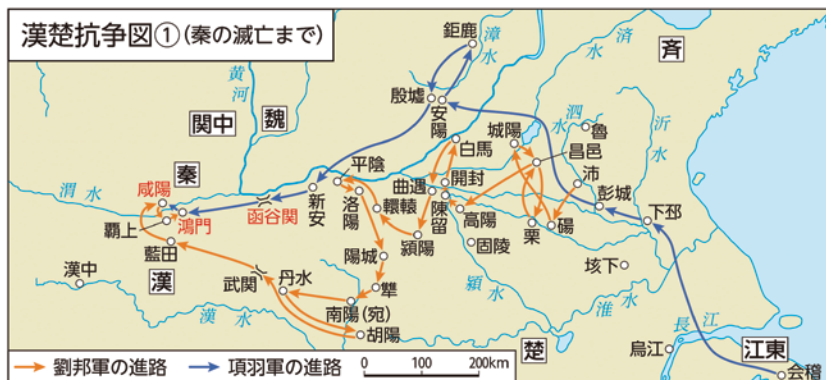 漢楚抗争図①(秦の滅亡まで)
鉅鹿
漳水
済水
斉
黄河
殷墟
安陽
泗水
沂水
魏
関中
城陽
魯
白馬
昌邑
平陰
秦
開封
沛
渭水
咸陽
新安
洛陽
曲遇
陳留
彭城
下邳
函谷関
轘轅
高陽
鴻門
覇上
潁陽
固陵
栗
碭
藍田
陽城
垓下
漢中
漢
武関
丹水
犨
潁水
淮水
漢水
南陽(宛)
胡陽
楚
烏江
長江
江東
会稽
劉邦軍の進路
項羽軍の進路
0 100 200km